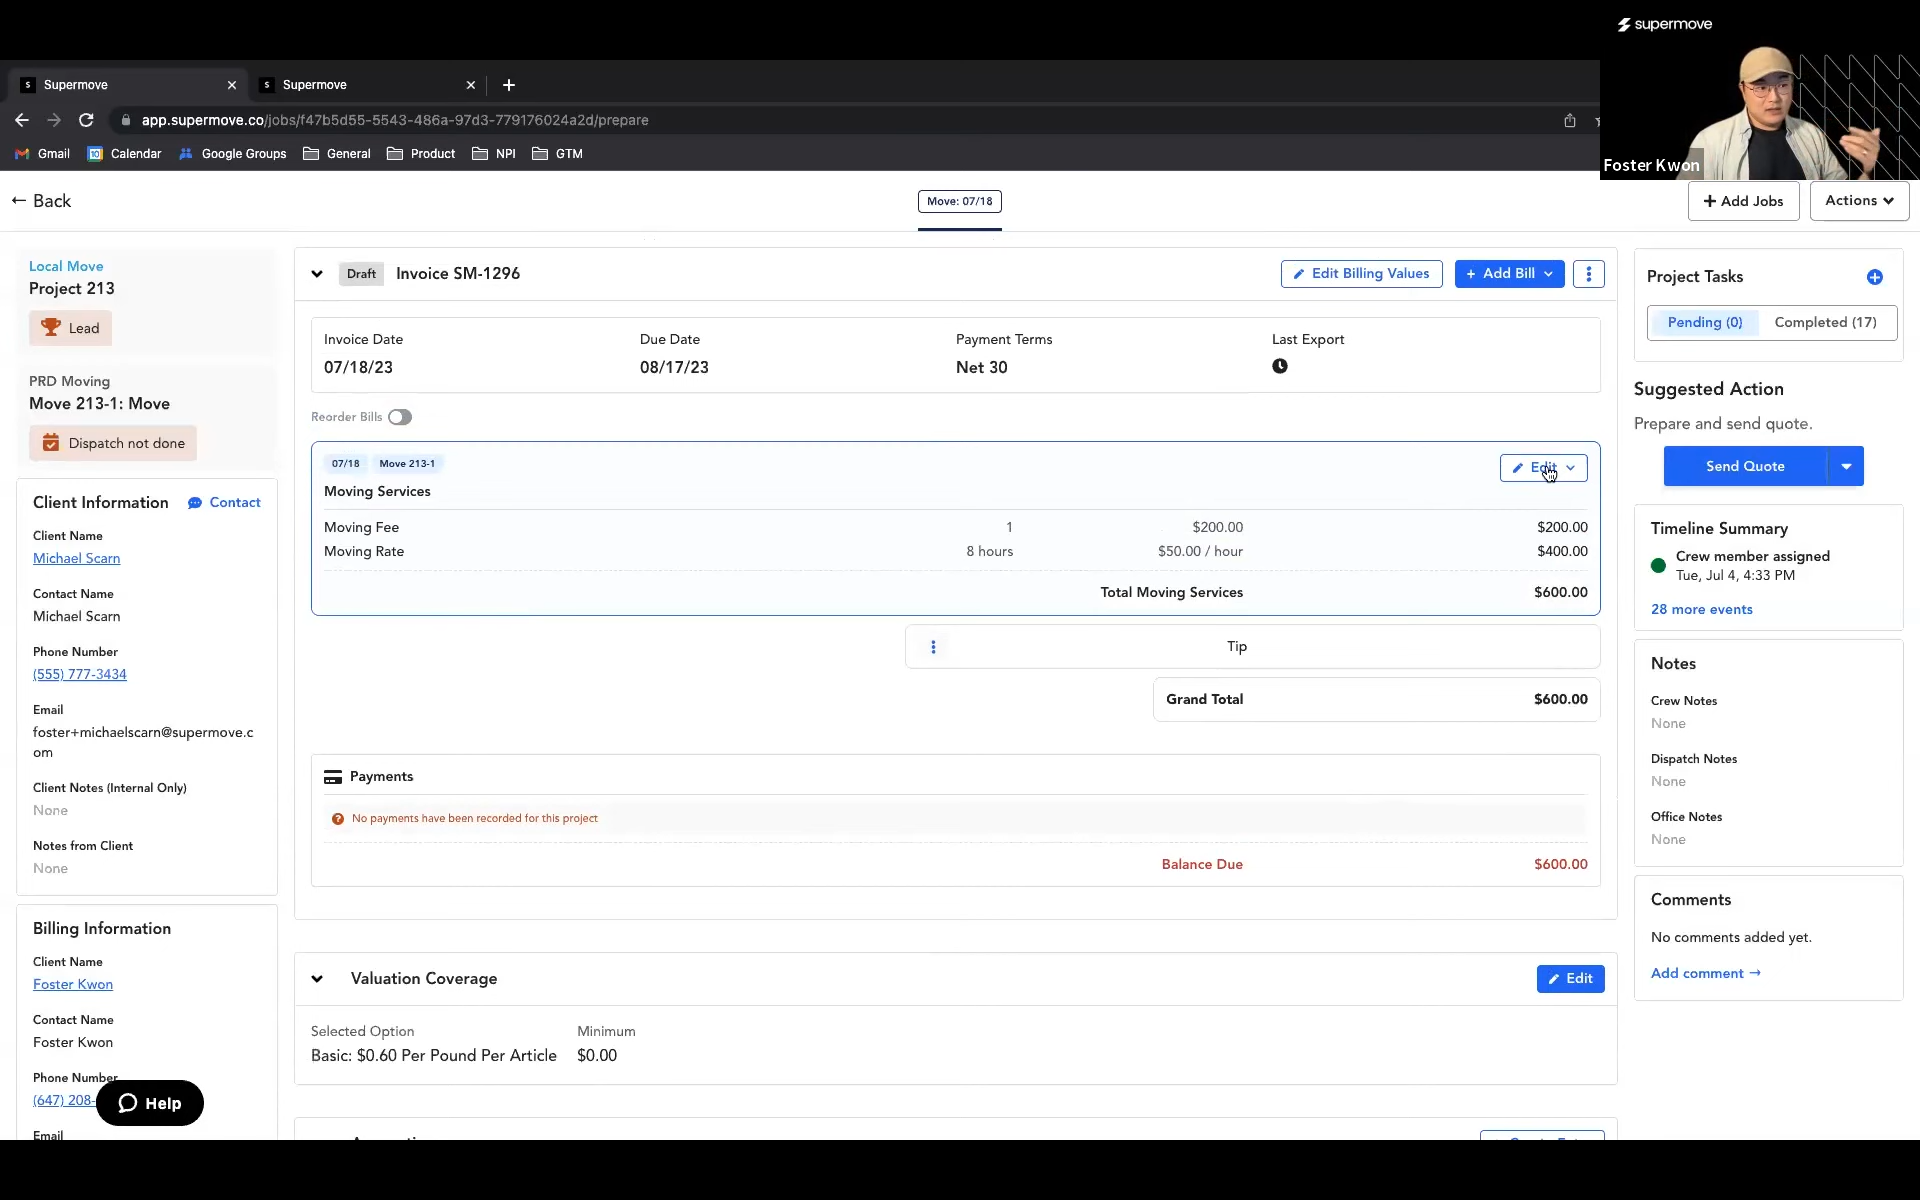 supermove
Supermove
Supermove
app.supermove.co/jobs/f47b5d55-5543-486a-97d3-779176024a2d/prepare
Gmail
Calendar
Google Groups
General
Product
NPI
GTM
Foster Kwon
← Back
Move: 07/18
+ Add Jobs
Actions
Local Move
Project 213
Lead
PRD Moving
Move 213-1: Move
Dispatch not done
Client Information
Contact
Client Name
Michael Scarn
Contact Name
Michael Scarn
Phone Number
(555) 777-3434
Email
foster+michaelscarn@supermove.c
om
Client Notes (Internal Only)
None
Notes from Client
None
Billing Information
Client Name
Foster Kwon
Contact Name
Foster Kwon
Phone Number
(647) 208-
Email
Help
Draft
Invoice SM-1296
Edit Billing Values
+ Add Bill
Invoice Date
07/18/23
Due Date
08/17/23
Payment Terms
Net 30
Last Export
Reorder Bills
07/18
Move 213-1
Edit
Moving Services
Moving Fee 1 $200.00 $200.00
Moving Rate 8 hours $50.00 / hour $400.00
Total Moving Services $600.00
Tip
Grand Total $600.00
Payments
No payments have been recorded for this project
Balance Due $600.00
Valuation Coverage
Edit
Selected Option
Basic: $0.60 Per Pound Per Article
Minimum
$0.00
Project Tasks
Pending (0)
Completed (17)
Suggested Action
Prepare and send quote.
Send Quote
Timeline Summary
Crew member assigned
Tue, Jul 4, 4:33 PM
28 more events
Notes
Crew Notes
None
Dispatch Notes
None
Office Notes
None
Comments
No comments added yet.
Add comment →